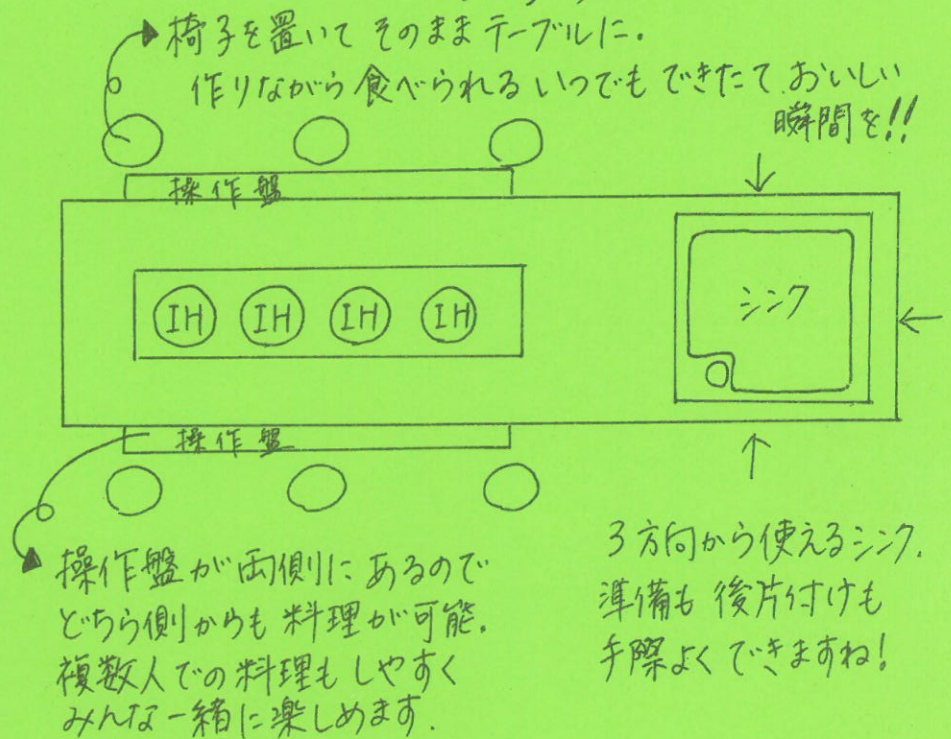 椅子を置いて そのまま テーブルに.
作りながら 食べられる いつでも できたて おいしい
瞬間を!!
操作盤
IH IH IH IH
シンク
操作盤
操作盤が両側にあるので
どちら側からも 料理が可能.
複数人での料理もしやすく
みんな一緒に楽しめます.
3方向から使えるシンク.
準備も 後片付けも
手際よく できますね!